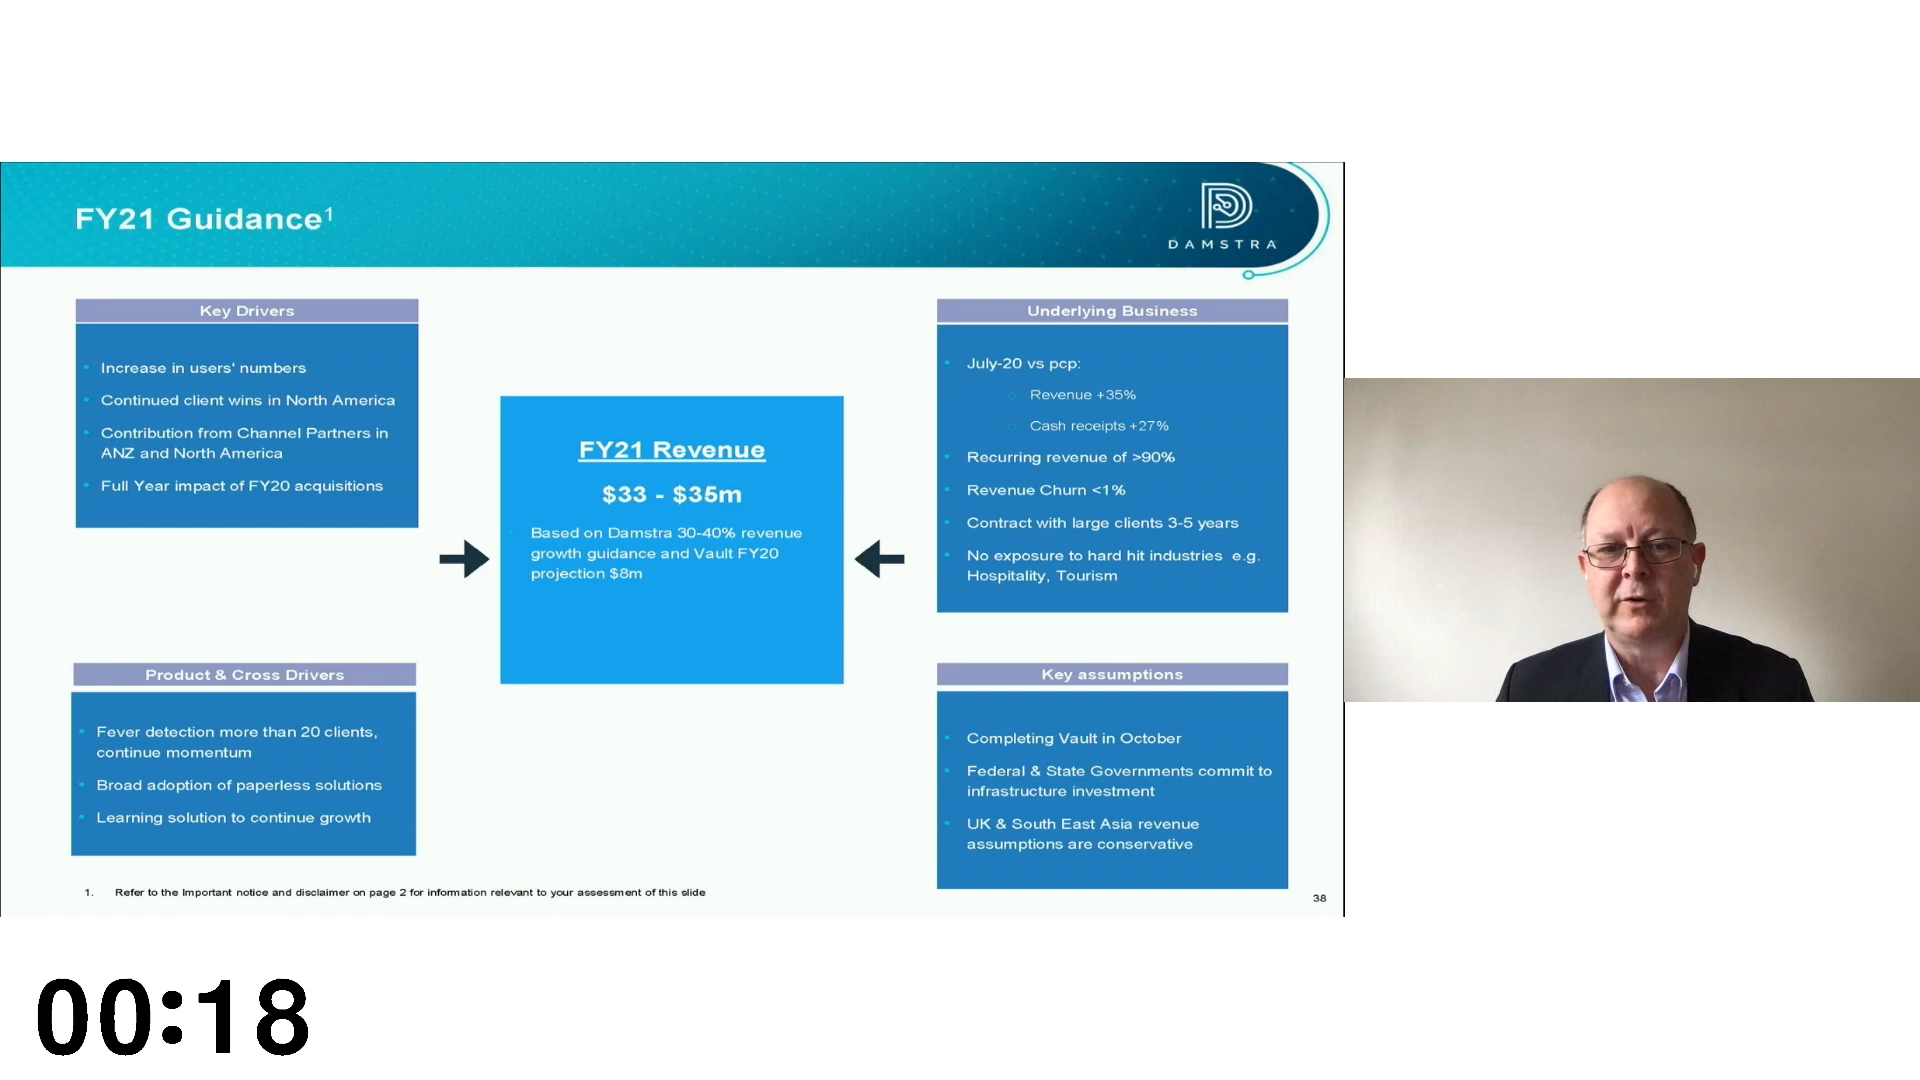 FY21 Guidance¹
DAMSTRA
Key Drivers
Increase in users' numbers
Continued client wins in North America
Contribution from Channel Partners in
ANZ and North America
Full Year impact of FY20 acquisitions
FY21 Revenue
$33 - $35m
Based on Damstra 30-40% revenue
growth guidance and Vault FY20
projection $8m
Underlying Business
July-20 vs pcp:
Revenue +35%
Cash receipts +27%
Recurring revenue of >90%
Revenue Churn <1%
Contract with large clients 3-5 years
No exposure to hard hit industries e.g.
Hospitality, Tourism
Product & Cross Drivers
Fever detection more than 20 clients,
continue momentum
Broad adoption of paperless solutions
Learning solution to continue growth
Key assumptions
Completing Vault in October
Federal & State Governments commit to
infrastructure investment
UK & South East Asia revenue
assumptions are conservative
1. Refer to the Important notice and disclaimer on page 2 for information relevant to your assessment of this slide
38
00:18